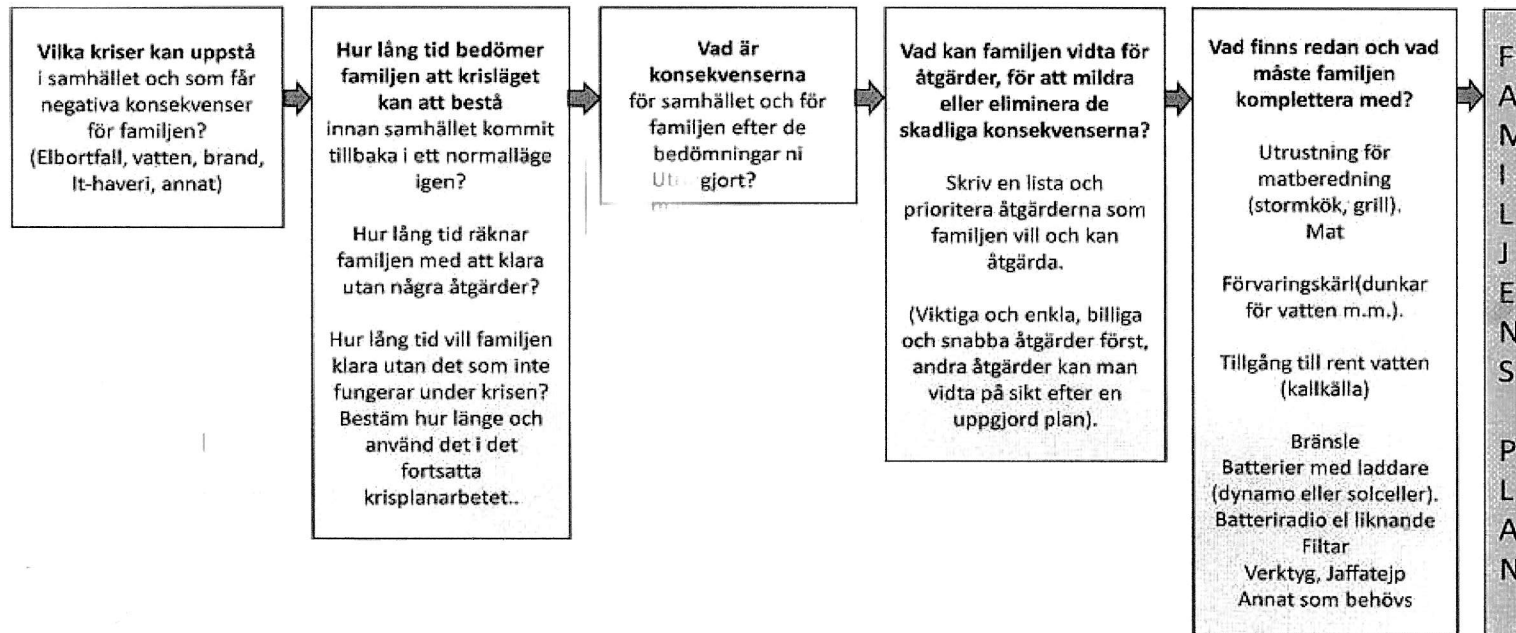 Vilka kriser kan uppstå
i samhället och som får
negativa konsekvenser
för familjen?
(Elbortfall, vatten, brand,
It-haveri, annat)
Hur lång tid bedömer
familjen att krisläget
kan att bestå
innan samhället kommit
tillbaka i ett normalläge
igen?
Hur lång tid räknar
familjen med att klara
utan några åtgärder?
Hur lång tid vill familjen
klara utan det som inte
fungerar under krisen?
Bestäm hur länge och
använd det i det
fortsatta
krisplanarbetet..
Vad är
konsekvenserna
för samhället och för
familjen efter de
bedömningar ni
gjort?
Vad kan familjen vidta för
åtgärder, för att mildra
eller eliminera de
skadliga konsekvenserna?
Skriv en lista och
prioritera åtgärderna som
familjen vill och kan
åtgärda.
(Viktiga och enkla, billiga
och snabba åtgärder först,
andra åtgärder kan man
vidta på sikt efter en
uppgjord plan).
Vad finns redan och vad
måste familjen
komplettera med?
Utrustning för
matberedning
(stormkök, grill).
Mat
Förvaringskärl(dunkar
för vatten m.m.).
Tillgång till rent vatten
(kallkälla)
Bränsle
Batterier med laddare
(dynamo eller solceller).
Batteriradio el liknande
Filtar
Verktyg, Jaffatejp
Annat som behövs
FAMILJENS
PLAN